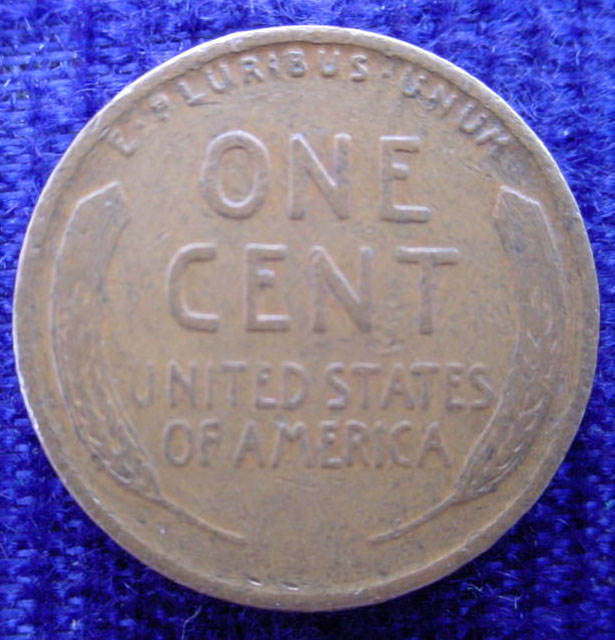 E · PLURIBUS · UNUM
ONE
CENT
UNITED STATES
OF AMERICA